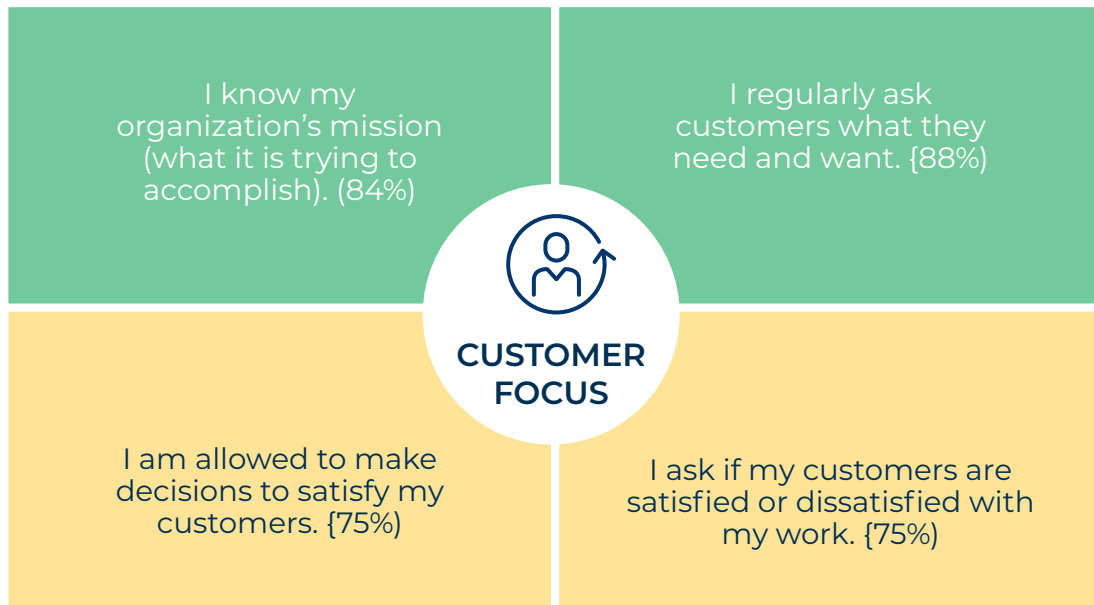 I know my
organization’s mission
(what it is trying to
accomplish). (84%)
I regularly ask
customers what they
need and want. {88%)
CUSTOMER
FOCUS
I am allowed to make
decisions to satisfy my
customers. {75%)
I ask if my customers are
satisfied or dissatisfied with
my work. {75%)